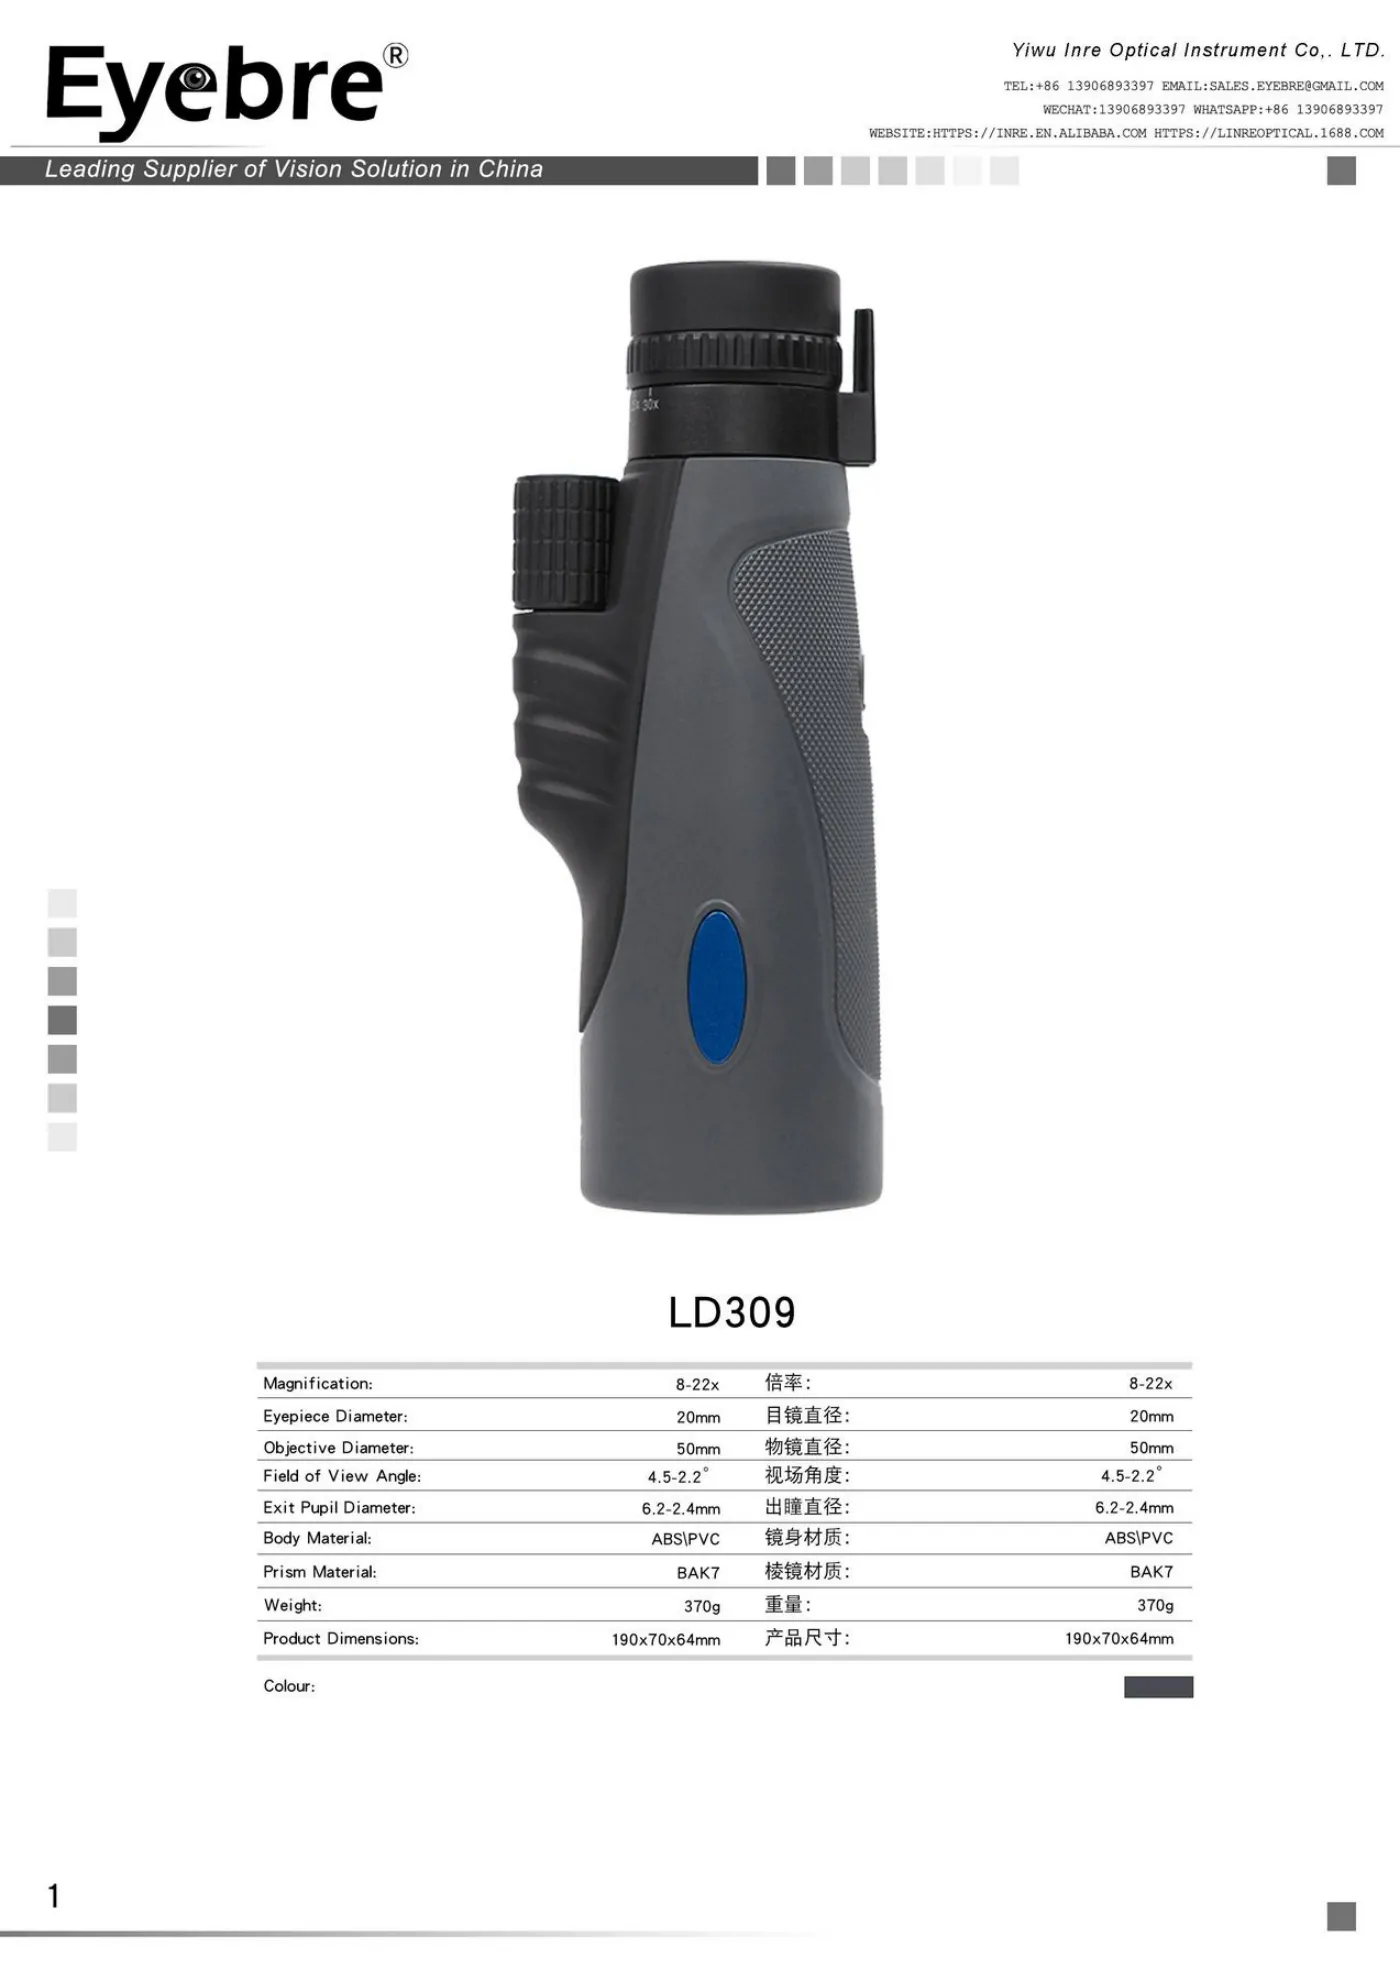 Eyebre®
Yiwu Inre Optical Instrument Co,. LTD.
TEL:+86 13906893397 EMAIL:SALES.EYEBRE@GMAIL.COM
WECHAT:13906893397 WHATSAPP:+86 13906893397
WEBSITE:HTTPS://INRE.EN.ALIBABA.COM HTTPS://LINREOPTICAL.1688.COM
Leading Supplier of Vision Solution in China
30x
LD309
Magnification: 8-22x 倍率: 8-22x
Eyepiece Diameter: 20mm 目镜直径: 20mm
Objective Diameter: 50mm 物镜直径: 50mm
Field of View Angle: 4.5-2.2° 视场角度: 4.5-2.2°
Exit Pupil Diameter: 6.2-2.4mm 出瞳直径: 6.2-2.4mm
Body Material: ABS\PVC 镜身材质: ABS\PVC
Prism Material: BAK7 棱镜材质: BAK7
Weight: 370g 重量: 370g
Product Dimensions: 190x70x64mm 产品尺寸: 190x70x64mm
Colour:
1